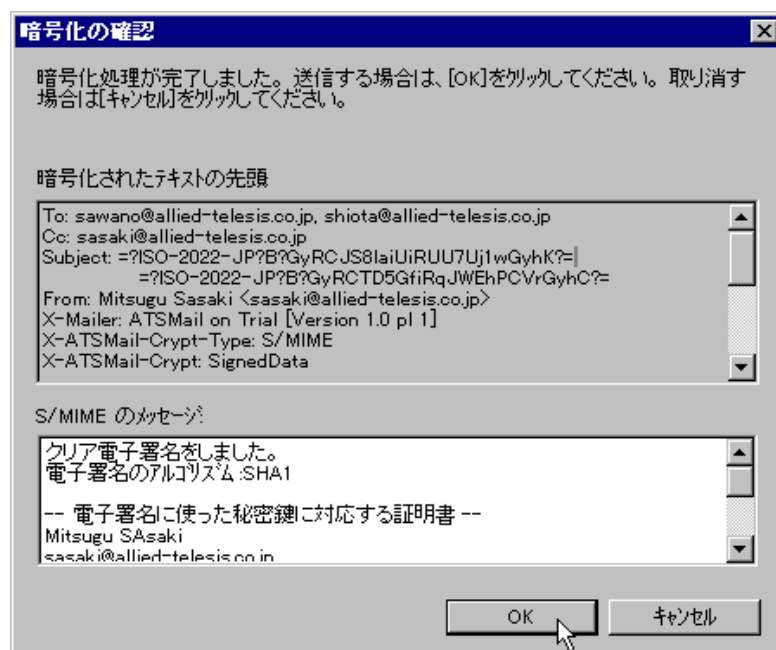 暗号化の確認
暗号化処理が完了しました。送信する場合は、[OK]をクリックしてください。取り消す
場合は[キャンセル]をクリックしてください。
暗号化されたテキストの先頭
To: sawano@allied-telesis.co.jp, shiota@allied-telesis.co.jp
Cc: sasaki@allied-telesis.co.jp
Subject: =?ISO-2022-JP?B?GyRCJS8laiUiRUU7Uj1wGyhK?=
=?ISO-2022-JP?B?GyRCTD5GfiRqJWEhPCVrGyhC?=
From: Mitsugu Sasaki <sasaki@allied-telesis.co.jp>
X-Mailer: ATSMail on Trial [Version 1.0 pl 1]
X-ATSMail-Crypt-Type: S/MIME
X-ATSMail-Crypt: SignedData
S/MIME のメッセージ:
クリア電子署名をしました。
電子署名のアルゴリズム:SHA1
-- 電子署名に使った秘密鍵に対応する証明書 --
Mitsugu SAsaki
sasaki@allied-telesis.co.jp
OK
キャンセル